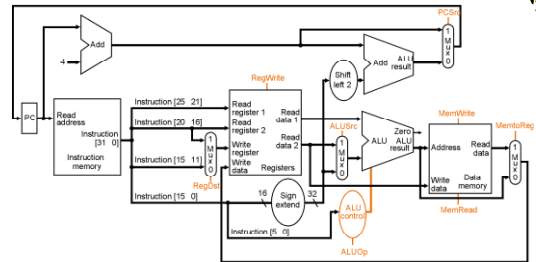 PCSrc
1
Mux
0
Add
4
Add
ALU
result
Shift
left 2
RegWrite
PC
Read
address
Instruction
[31 0]
Instruction
memory
Instruction [25 21]
Instruction [20 16]
Instruction [15 11]
Instruction [15 0]
1
Mux
0
RegDst
Read
register 1
Read
register 2
Write
register
Write
data
Read
data 1
Read
data 2
Registers
ALUSrc
1
Mux
0
Zero
ALU
ALU
result
MemWrite
Address
Read
data
Write
data
Data
memory
MemRead
MemtoReg
1
Mux
0
16
Sign
extend
32
ALU
control
Instruction [5 0]
ALUOp